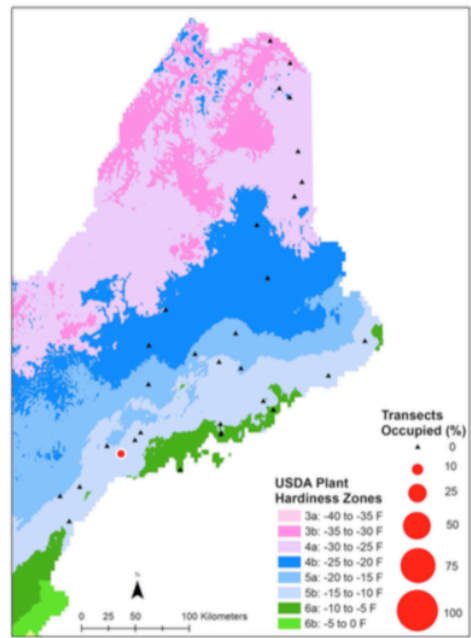 Transects
Occupied (%)
0
10
25
50
75
100
USDA Plant
Hardiness Zones
3a: -40 to -35 F
3b: -35 to -30 F
4a: -30 to -25 F
4b: -25 to -20 F
5a: -20 to -15 F
5b: -15 to -10 F
6a: -10 to -5 F
6b: -5 to 0 F
N
0 25 50 100 Kilometers